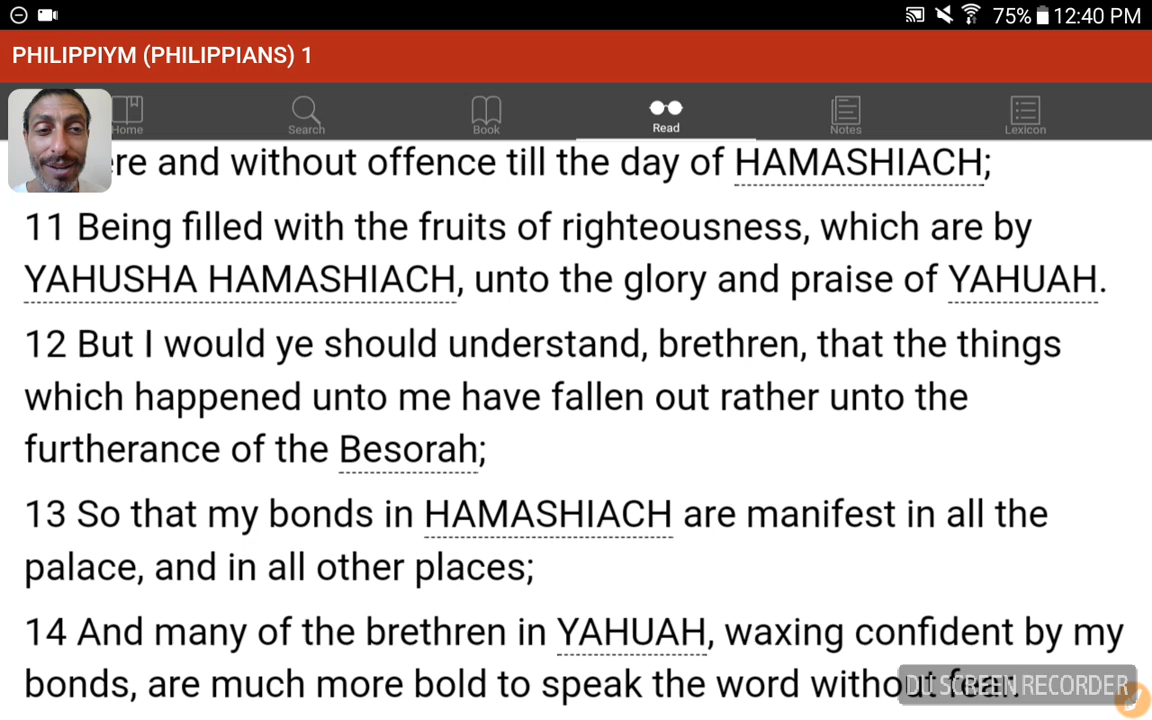 75% 12:40 PM
PHILIPPIYM (PHILIPPIANS) 1
Home Search Book Read Notes Lexicon
and without offence till the day of HAMASHIACH;
11 Being filled with the fruits of righteousness, which are by
YAHUSHA HAMASHIACH, unto the glory and praise of YAHUAH.
12 But I would ye should understand, brethren, that the things
which happened unto me have fallen out rather unto the
furtherance of the Besorah;
13 So that my bonds in HAMASHIACH are manifest in all the
palace, and in all other places;
14 And many of the brethren in YAHUAH, waxing confident by my
bonds, are much more bold to speak the word without fear.
DU SCREEN RECORDER